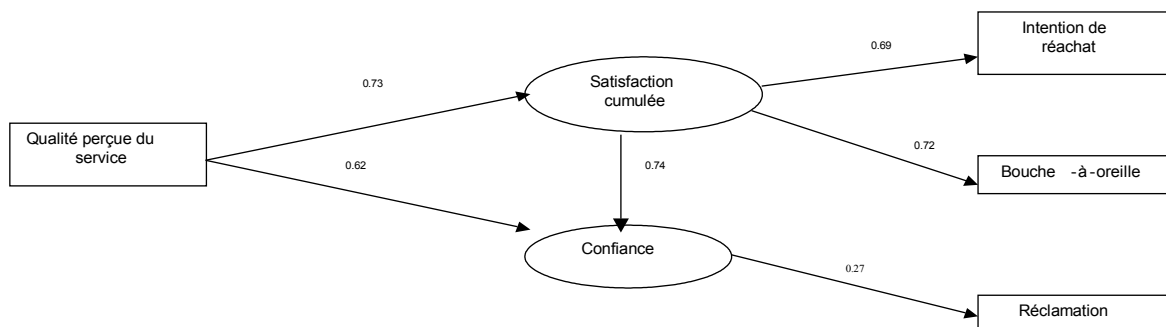 Intention de
réachat
0.69
Satisfaction
cumulée
0.73
Qualité perçue du
service
0.62
0.74
0.72
Bouche -à-oreille
Confiance
0.27
Réclamation